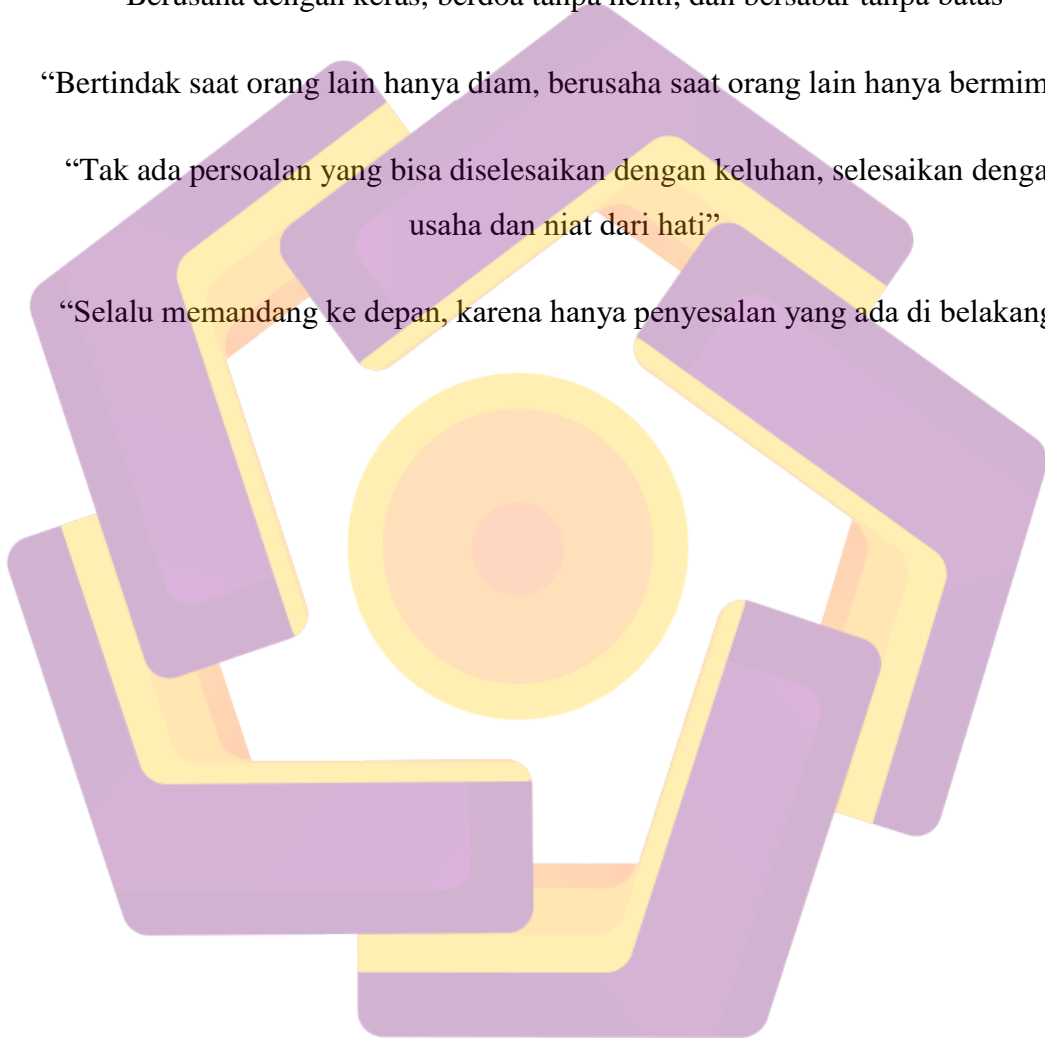 Berusaha dengan keras, berdoa tanpa henti, dan bersabar tanpa batas
“Bertindak saat orang lain hanya diam, berusaha saat orang lain hanya
“Tak ada persoalan yang bisa diselesaikan dengan keluhan, selesaikan
usaha dan niat dari hati”
“Selalu memandang ke depan, karena hanya penyesalan yang ada di belakang